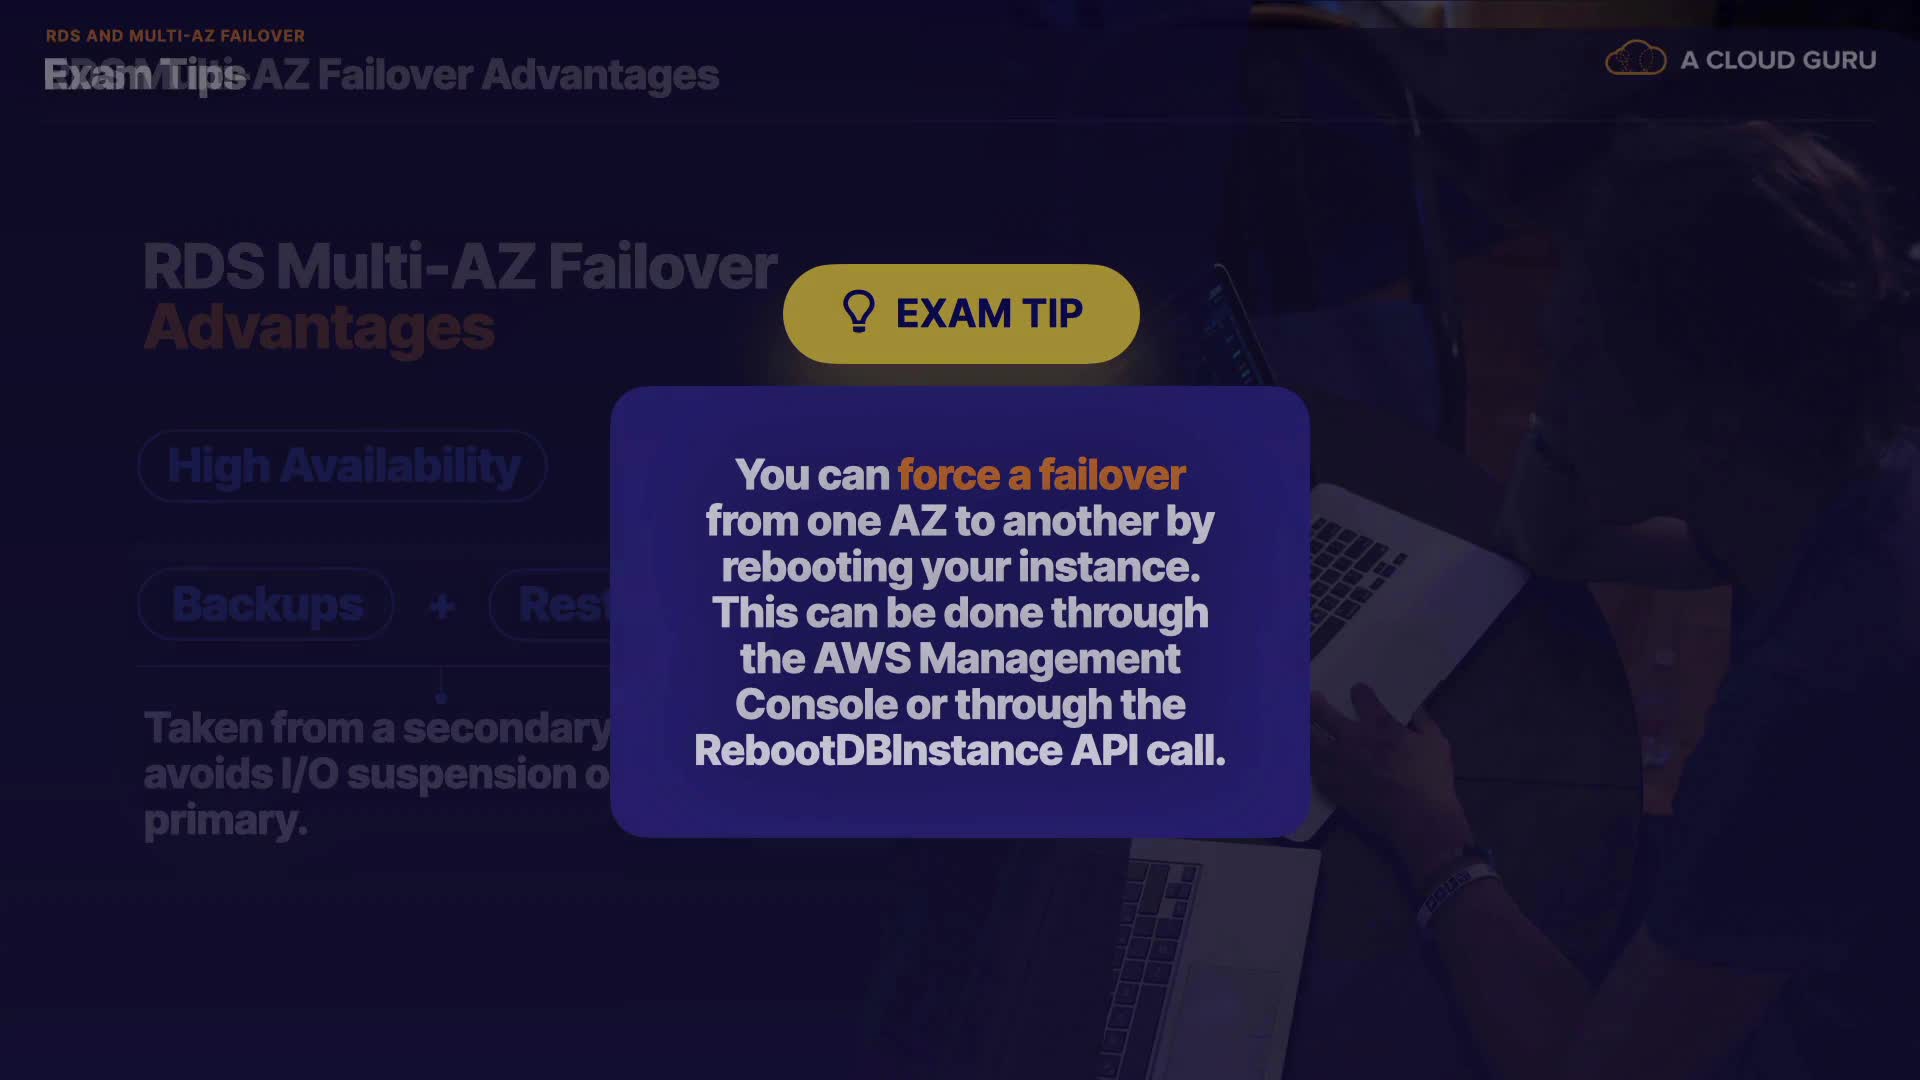 RDS AND MULTI-AZ FAILOVER
Exam Tips
RDS Multi-AZ Failover Advantages
A CLOUD GURU
RDS Multi-AZ Failover
Advantages
High Availability
Backups + 
Taken from a secondary
avoids I/O suspension
primary.
EXAM TIP
You can force a failover
from one AZ to another by
rebooting your instance.
This can be done through
the AWS Management
Console or through the
RebootDBInstance API call.